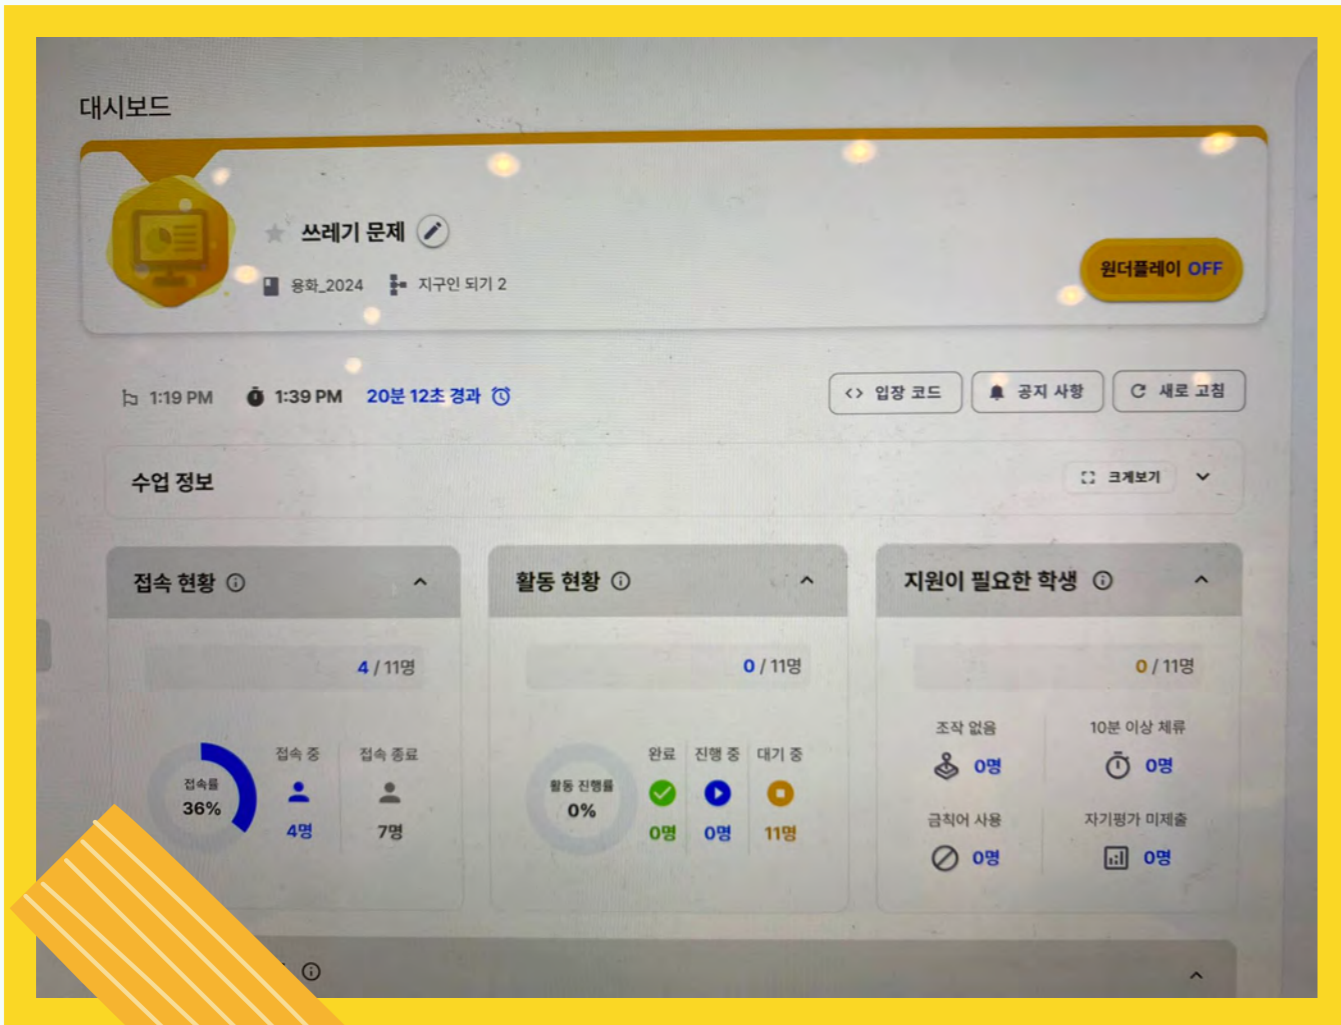 대시보드
쓰레기 문제
용화_2024 지구인 되기 2
원더플레이 OFF
1:19 PM 1:39 PM 20분 12초 경과
<> 입장 코드 공지 사항 새로 고침
수업 정보 크게보기
접속 현황
4 / 11명
접속률
36%
접속 중 접속 종료
4명 7명
활동 현황
0 / 11명
활동 진행률
0%
완료 진행 중 대기 중
0명 0명 11명
지원이 필요한 학생
0 / 11명
조작 없음 10분 이상 체류
0명 0명
금칙어 사용 자기평가 미제출
0명 0명